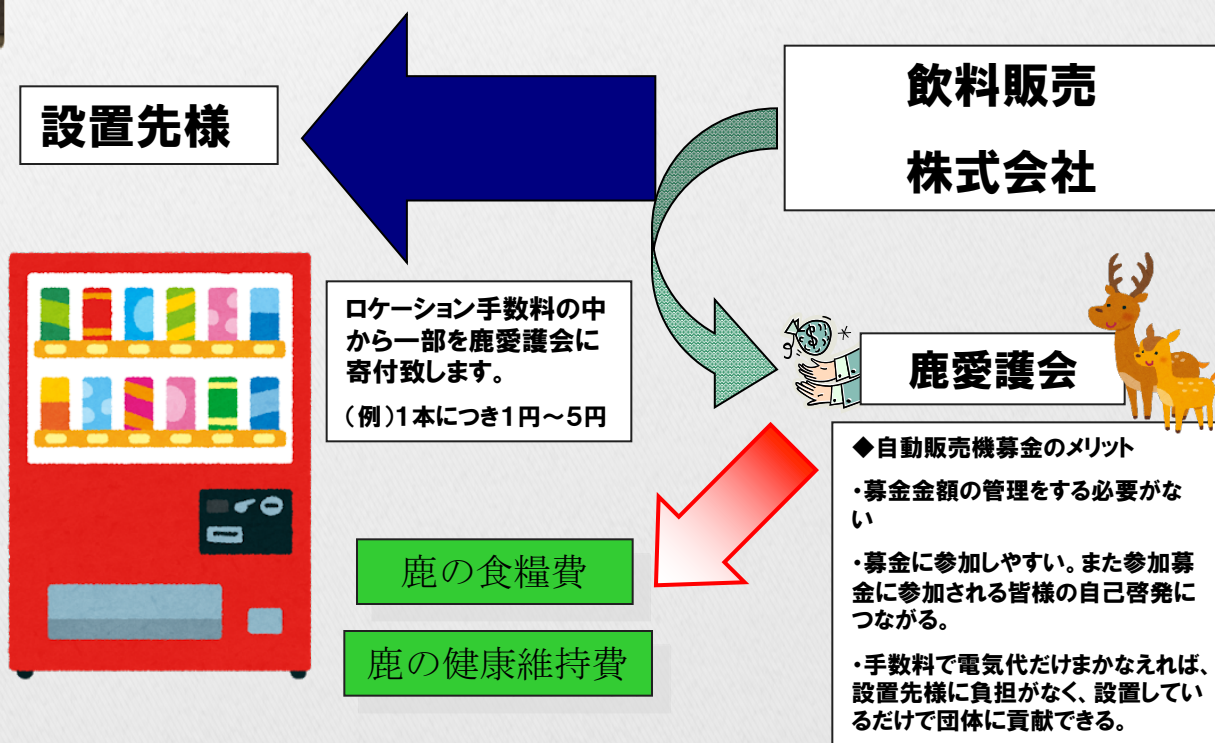 設置先様
飲料販売
株式会社
ロケーション手数料の中
から一部を鹿愛護会に
寄付致します。
（例）1本につき1円～5円
鹿愛護会
◆自動販売機募金のメリット
・募金金額の管理をする必要がな
い
・募金に参加しやすい。また参加募
金に参加される皆様の自己啓発に
つながる。
・手数料で電気代だけまかなえれば、
設置先様に負担がなく、設置してい
るだけで団体に貢献できる。
鹿の食糧費
鹿の健康維持費